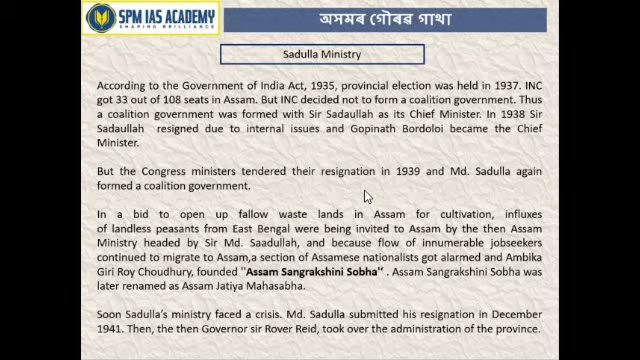 SPM IAS ACADEMY
SHAPING BRILLIANCE
অসমৰ গৌৰৱ গাথা
Sadulla Ministry
According to the Government of India Act, 1935, provincial election was held in 1937. INC
got 33 out of 108 seats in Assam. But INC decided not to form a coalition government. Thus
a coalition government was formed with Sir Sadaullah as its Chief Minister. In 1938 Sir
Sadaullah resigned due to internal issues and Gopinath Bordoloi became the Chief
Minister.
But the Congress ministers tendered their resignation in 1939 and Md. Sadulla again
formed a coalition government.
In a bid to open up fallow waste lands in Assam for cultivation, influxes
of landless peasants from East Bengal were being invited to Assam by the then Assam
Ministry headed by Sir Md. Saadullah, and because flow of innumerable jobseekers
continued to migrate to Assam,a section of Assamese nationalists got alarmed and Ambika
Giri Roy Choudhury, founded "Assam Sangrakshini Sobha" . Assam Sangrakshini Sobha was
later renamed as Assam Jatiya Mahasabha.
Soon Sadulla's ministry faced a crisis. Md. Sadulla submitted his resignation in December
1941. Then, the then Governor sir Rover Reid, took over the administration of the province.